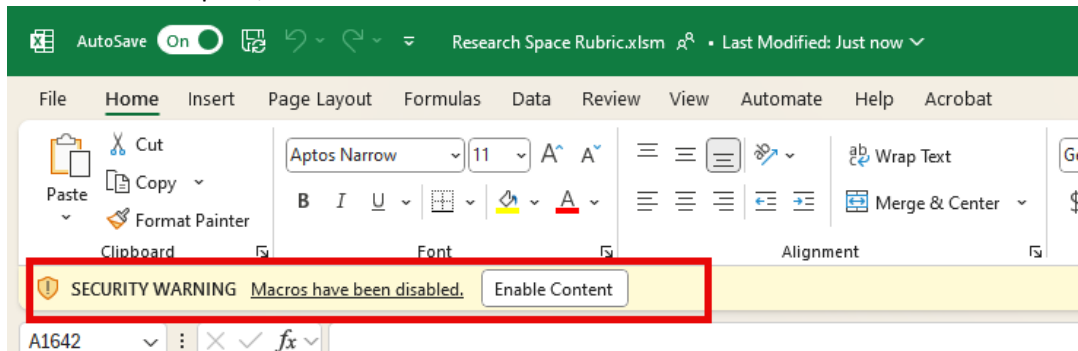 AutoSave On Research Space Rubric.xlsm • Last Modified: Just now
File Home Insert Page Layout Formulas Data Review View Automate Help Acrobat
Cut
Aptos Narrow 11 A A
ab Wrap Text
Copy
Paste
B I U A
Merge & Center
$
Format Painter
Clipboard Font Alignment
SECURITY WARNING Macros have been disabled. Enable Content
A1642 fx